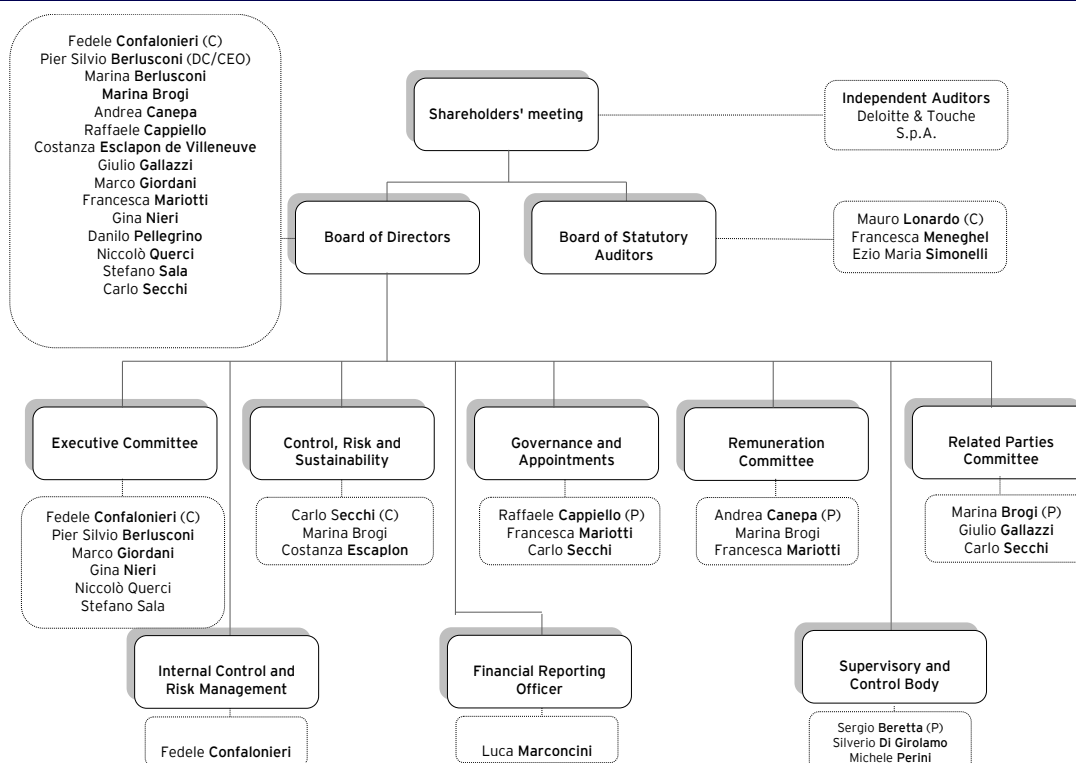 Fedele Confalonieri (C)
Pier Silvio Berlusconi (DC/CEO)
Marina Berlusconi
Marina Brogi
Andrea Canepa
Raffaele Cappiello
Costanza Esclapon de Villeneuve
Giulio Gallazzi
Marco Giordani
Francesca Mariotti
Gina Nieri
Danilo Pellegrino
Niccolò Querci
Stefano Sala
Carlo Secchi
Shareholders' meeting
Independent Auditors
Deloitte & Touche
S.p.A.
Board of Directors
Board of Statutory
Auditors
Mauro Lonardo (C)
Francesca Meneghel
Ezio Maria Simonelli
Executive Committee
Control, Risk and
Sustainability
Governance and
Appointments
Remuneration
Committee
Related Parties
Committee
Fedele Confalonieri (C)
Pier Silvio Berlusconi
Marco Giordani
Gina Nieri
Niccolò Querci
Stefano Sala
Carlo Secchi (C)
Marina Brogi
Costanza Escaplon
Raffaele Cappiello (P)
Francesca Mariotti
Carlo Secchi
Andrea Canepa (P)
Marina Brogi
Francesca Mariotti
Marina Brogi (P)
Giulio Gallazzi
Carlo Secchi
Internal Control and
Risk Management
Financial Reporting
Officer
Supervisory and
Control Body
Fedele Confalonieri
Luca Marconcini
Sergio Beretta (P)
Silverio Di Girolamo
Michele Perini